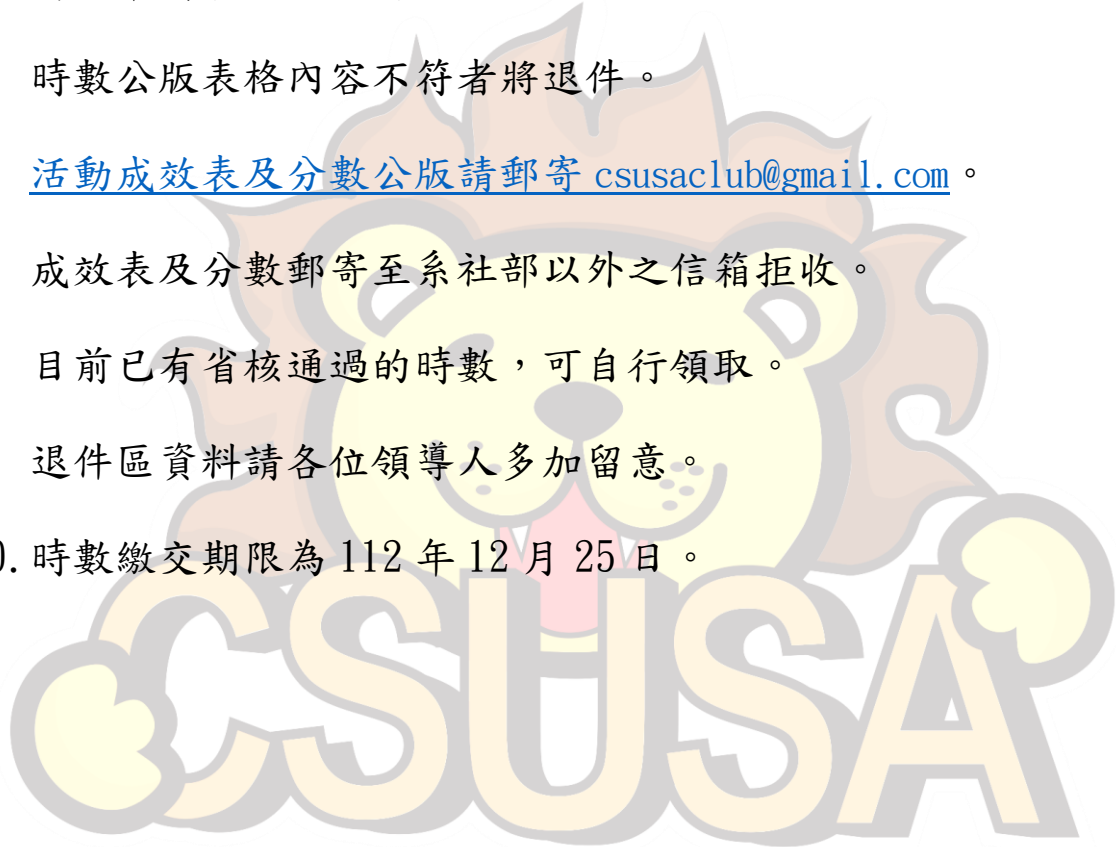 時數公版表格內容不符者將退件。
活動成效表及分數公版請郵寄 csusaclub@gmail.com。
成效表及分數郵寄至系社部以外之信箱拒收。
目前已有省核通過的時數，可自行領取。
退件區資料請各位領導人多加留意。
0. 時數繳交期限為 112 年 12 月 25 日。
CSUSA